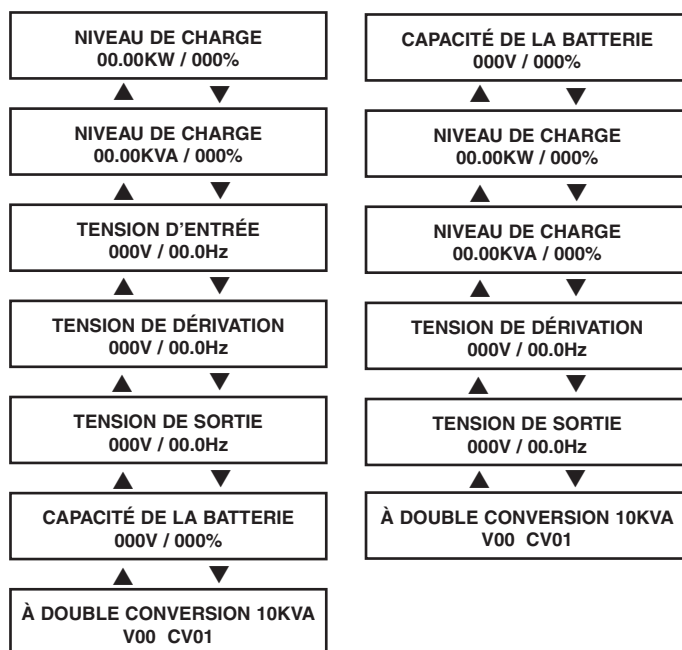 NIVEAU DE CHARGE
00.00KW / 000%
NIVEAU DE CHARGE
00.00KVA / 000%
TENSION D'ENTRÉE
000V / 00.0Hz
TENSION DE DÉRIVATION
000V / 00.0Hz
TENSION DE SORTIE
000V / 00.0Hz
CAPACITÉ DE LA BATTERIE
000V / 000%
À DOUBLE CONVERSION 10KVA
V00 CV01
CAPACITÉ DE LA BATTERIE
000V / 000%
NIVEAU DE CHARGE
00.00KW / 000%
NIVEAU DE CHARGE
00.00KVA / 000%
TENSION DE DÉRIVATION
000V / 00.0Hz
TENSION DE SORTIE
000V / 00.0Hz
À DOUBLE CONVERSION 10KVA
V00 CV01